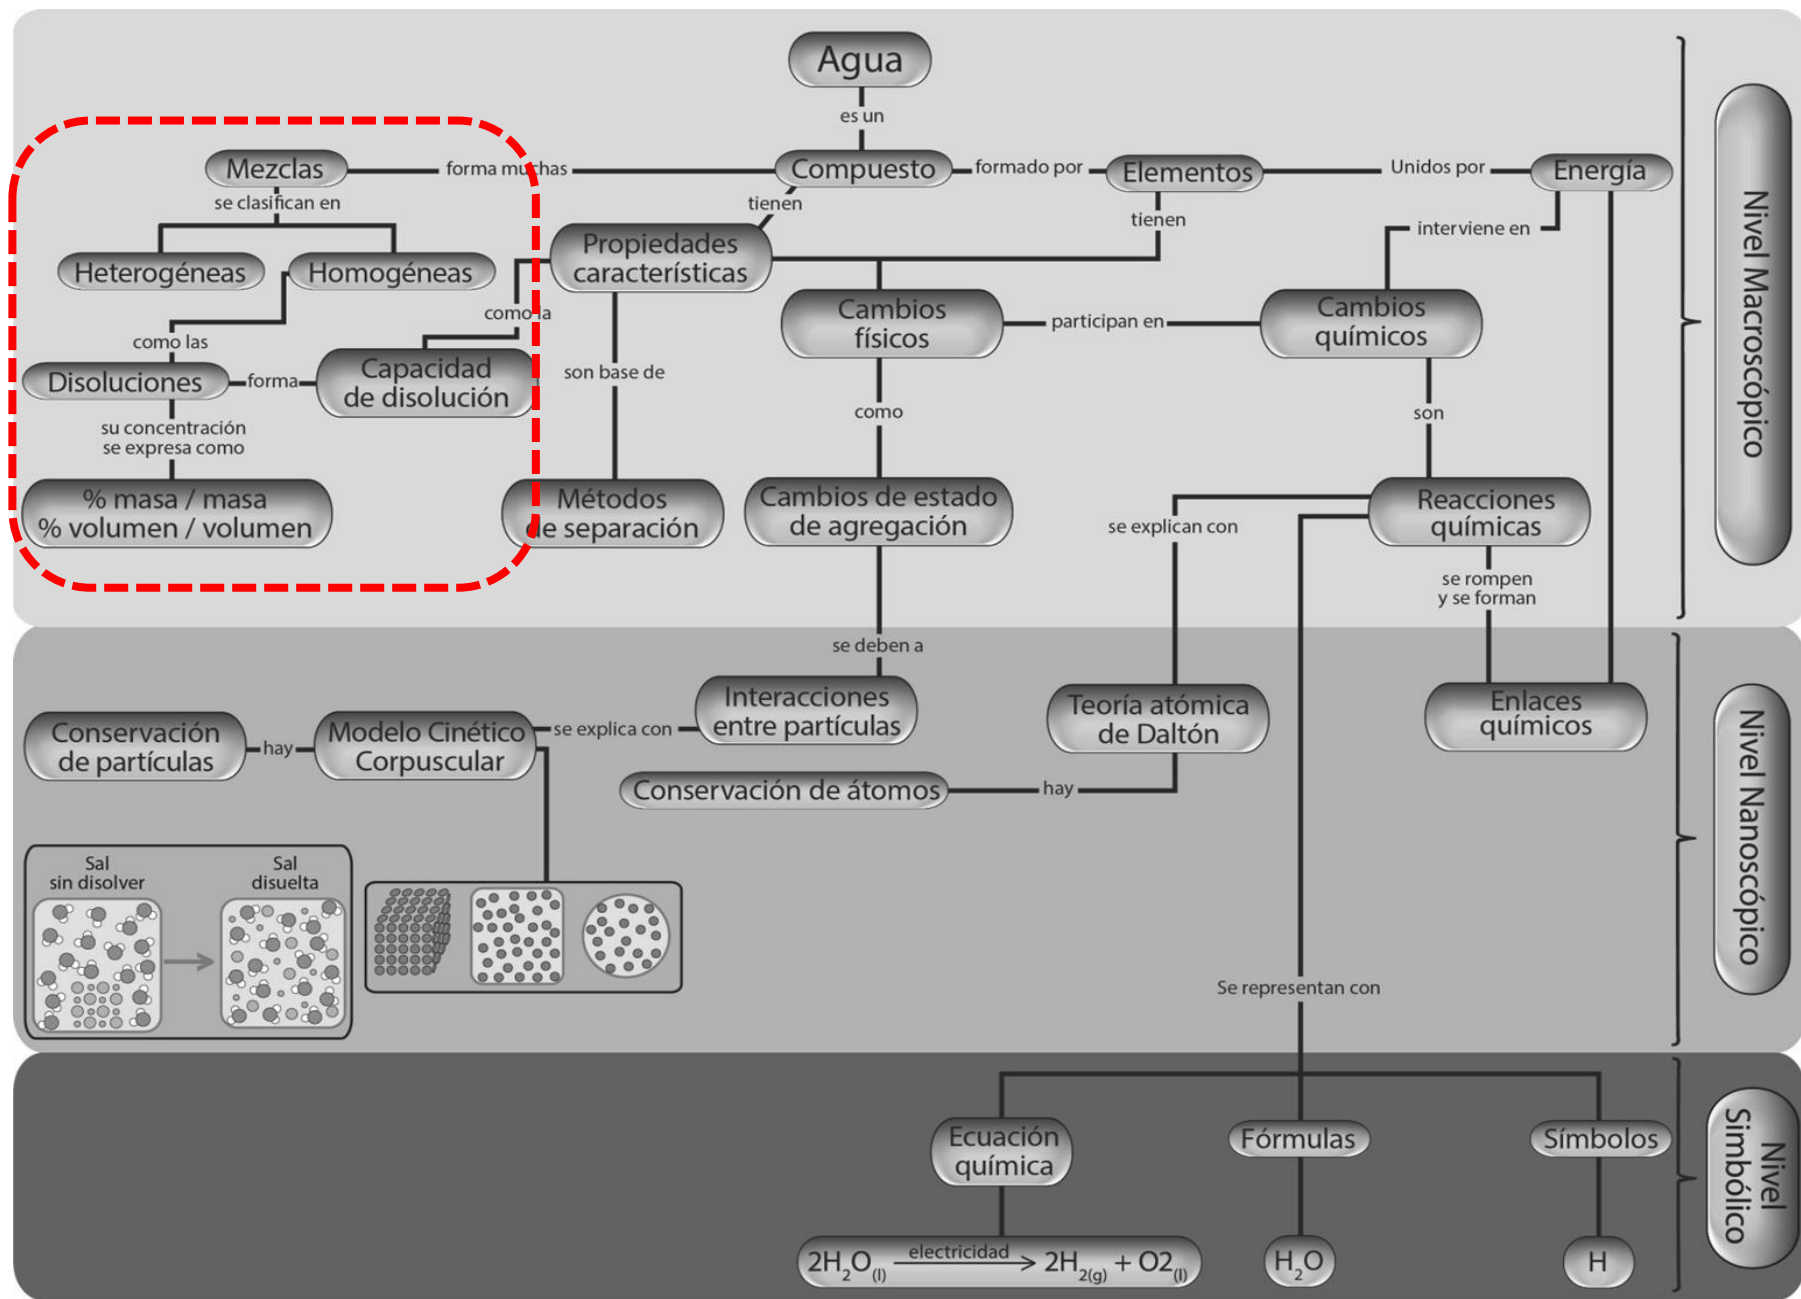 Agua
es un
Mezclas
forma muchas
Compuesto
formado por
Elementos
Unidos por
Energía
se clasifican en
tienen
tienen
interviene en
Heterogéneas
Homogéneas
Propiedades
características
como la
Cambios
físicos
participan en
Cambios
químicos
como las
Disoluciones
forma
Capacidad
de disolución
son base de
como
son
su concentración
se expresa como
% masa / masa
% volumen / volumen
Métodos
de separación
Cambios de estado
de agregación
se explican con
Reacciones
químicas
se rompen
y se forman
Nivel Macroscópico
se deben a
Interacciones
entre partículas
Teoría atómica
de Daltón
Enlaces
químicos
Conservación
de partículas
hay
Modelo Cinético
Corpuscular
se explica con
Conservación de átomos
hay
Sal
sin disolver
Sal
disuelta
Se representan con
Nivel Nanoscópico
Ecuación
química
Fórmulas
Símbolos
2H₂O(l) electricidad 2H₂(g) + O2(l)
H₂O
H
Nivel
Simbólico